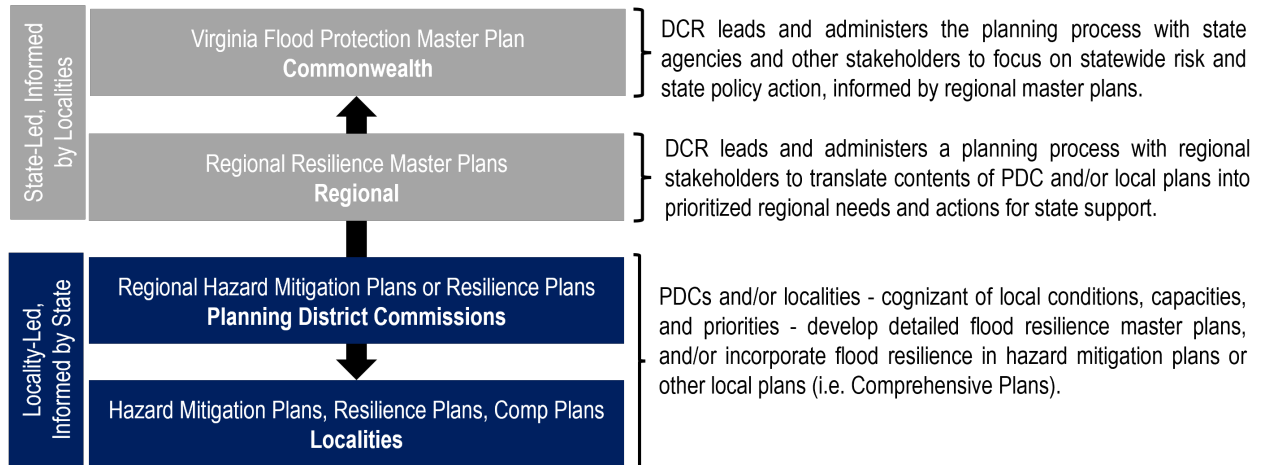 State-Led, Informed
by Localities
Virginia Flood Protection Master Plan
Commonwealth
DCR leads and administers the planning process with state
agencies and other stakeholders to focus on statewide risk and
state policy action, informed by regional master plans.
Regional Resilience Master Plans
Regional
DCR leads and administers a planning process with regional
stakeholders to translate contents of PDC and/or local plans into
prioritized regional needs and actions for state support.
Locality-Led,
Informed by State
Regional Hazard Mitigation Plans or Resilience Plans
Planning District Commissions
Hazard Mitigation Plans, Resilience Plans, Comp Plans
Localities
PDCs and/or localities - cognizant of local conditions, capacities,
and priorities - develop detailed flood resilience master plans,
and/or incorporate flood resilience in hazard mitigation plans or
other local plans (i.e. Comprehensive Plans).